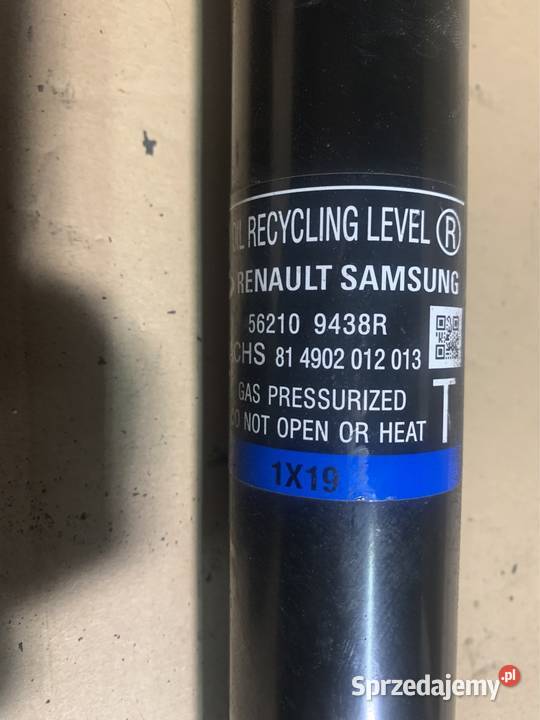 RECYCLING LEVEL Ⓡ
RENAULT SAMSUNG
56210 9438R
81 4902 012 013
GAS PRESSURIZED
NOT OPEN OR HEAT
T
1X19
Sprzedajemy.pl